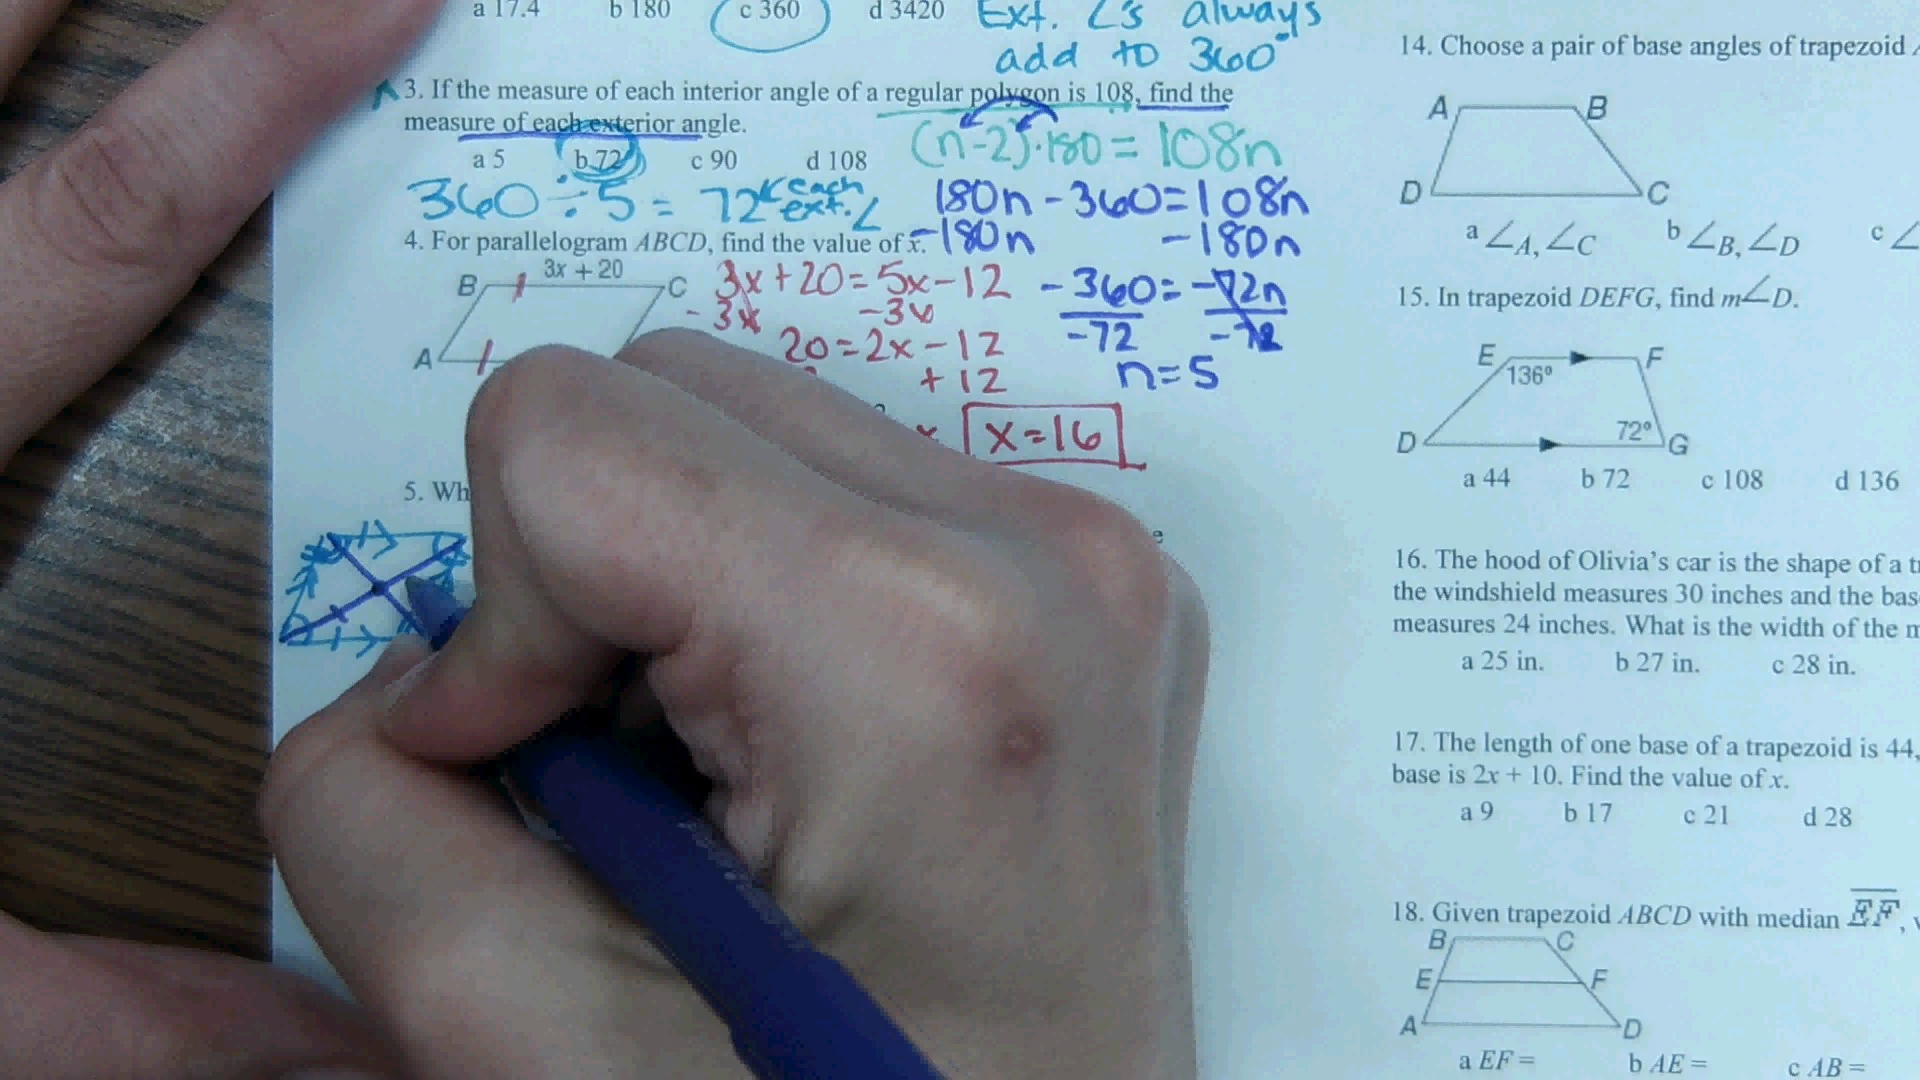 a 17.4 b 180 c 360 d 3420 Ext. ∠'s always
add to 360°
3. If the measure of each interior angle of a regular polygon is 108, find the
measure of each exterior angle.
(n-2)·180 = 108n
a 5 b 72 c 90 d 108
360 ÷ 5 = 72 ← each ext. ∠
180n - 360 = 108n
-180n -180n
-360 = -72n
-72 -72
n = 5
4. For parallelogram ABCD, find the value of x.
B 3x + 20 C
A
3x + 20 = 5x - 12
- 3x -3x
20 = 2x - 12
+ 12
x = 16
5. Wh
14. Choose a pair of base angles of trapezoid
A B
D C
a ∠A, ∠C b ∠B, ∠D c ∠
15. In trapezoid DEFG, find m∠D.
E F
136°
72°
D G
a 44 b 72 c 108 d 136
16. The hood of Olivia's car is the shape of a
the windshield measures 30 inches and the
measures 24 inches. What is the width of the
a 25 in. b 27 in. c 28 in.
17. The length of one base of a trapezoid is 44,
base is 2x + 10. Find the value of x.
a 9 b 17 c 21 d 28
18. Given trapezoid ABCD with median EF,
B C
E F
A D
a EF = b AE = c AB =